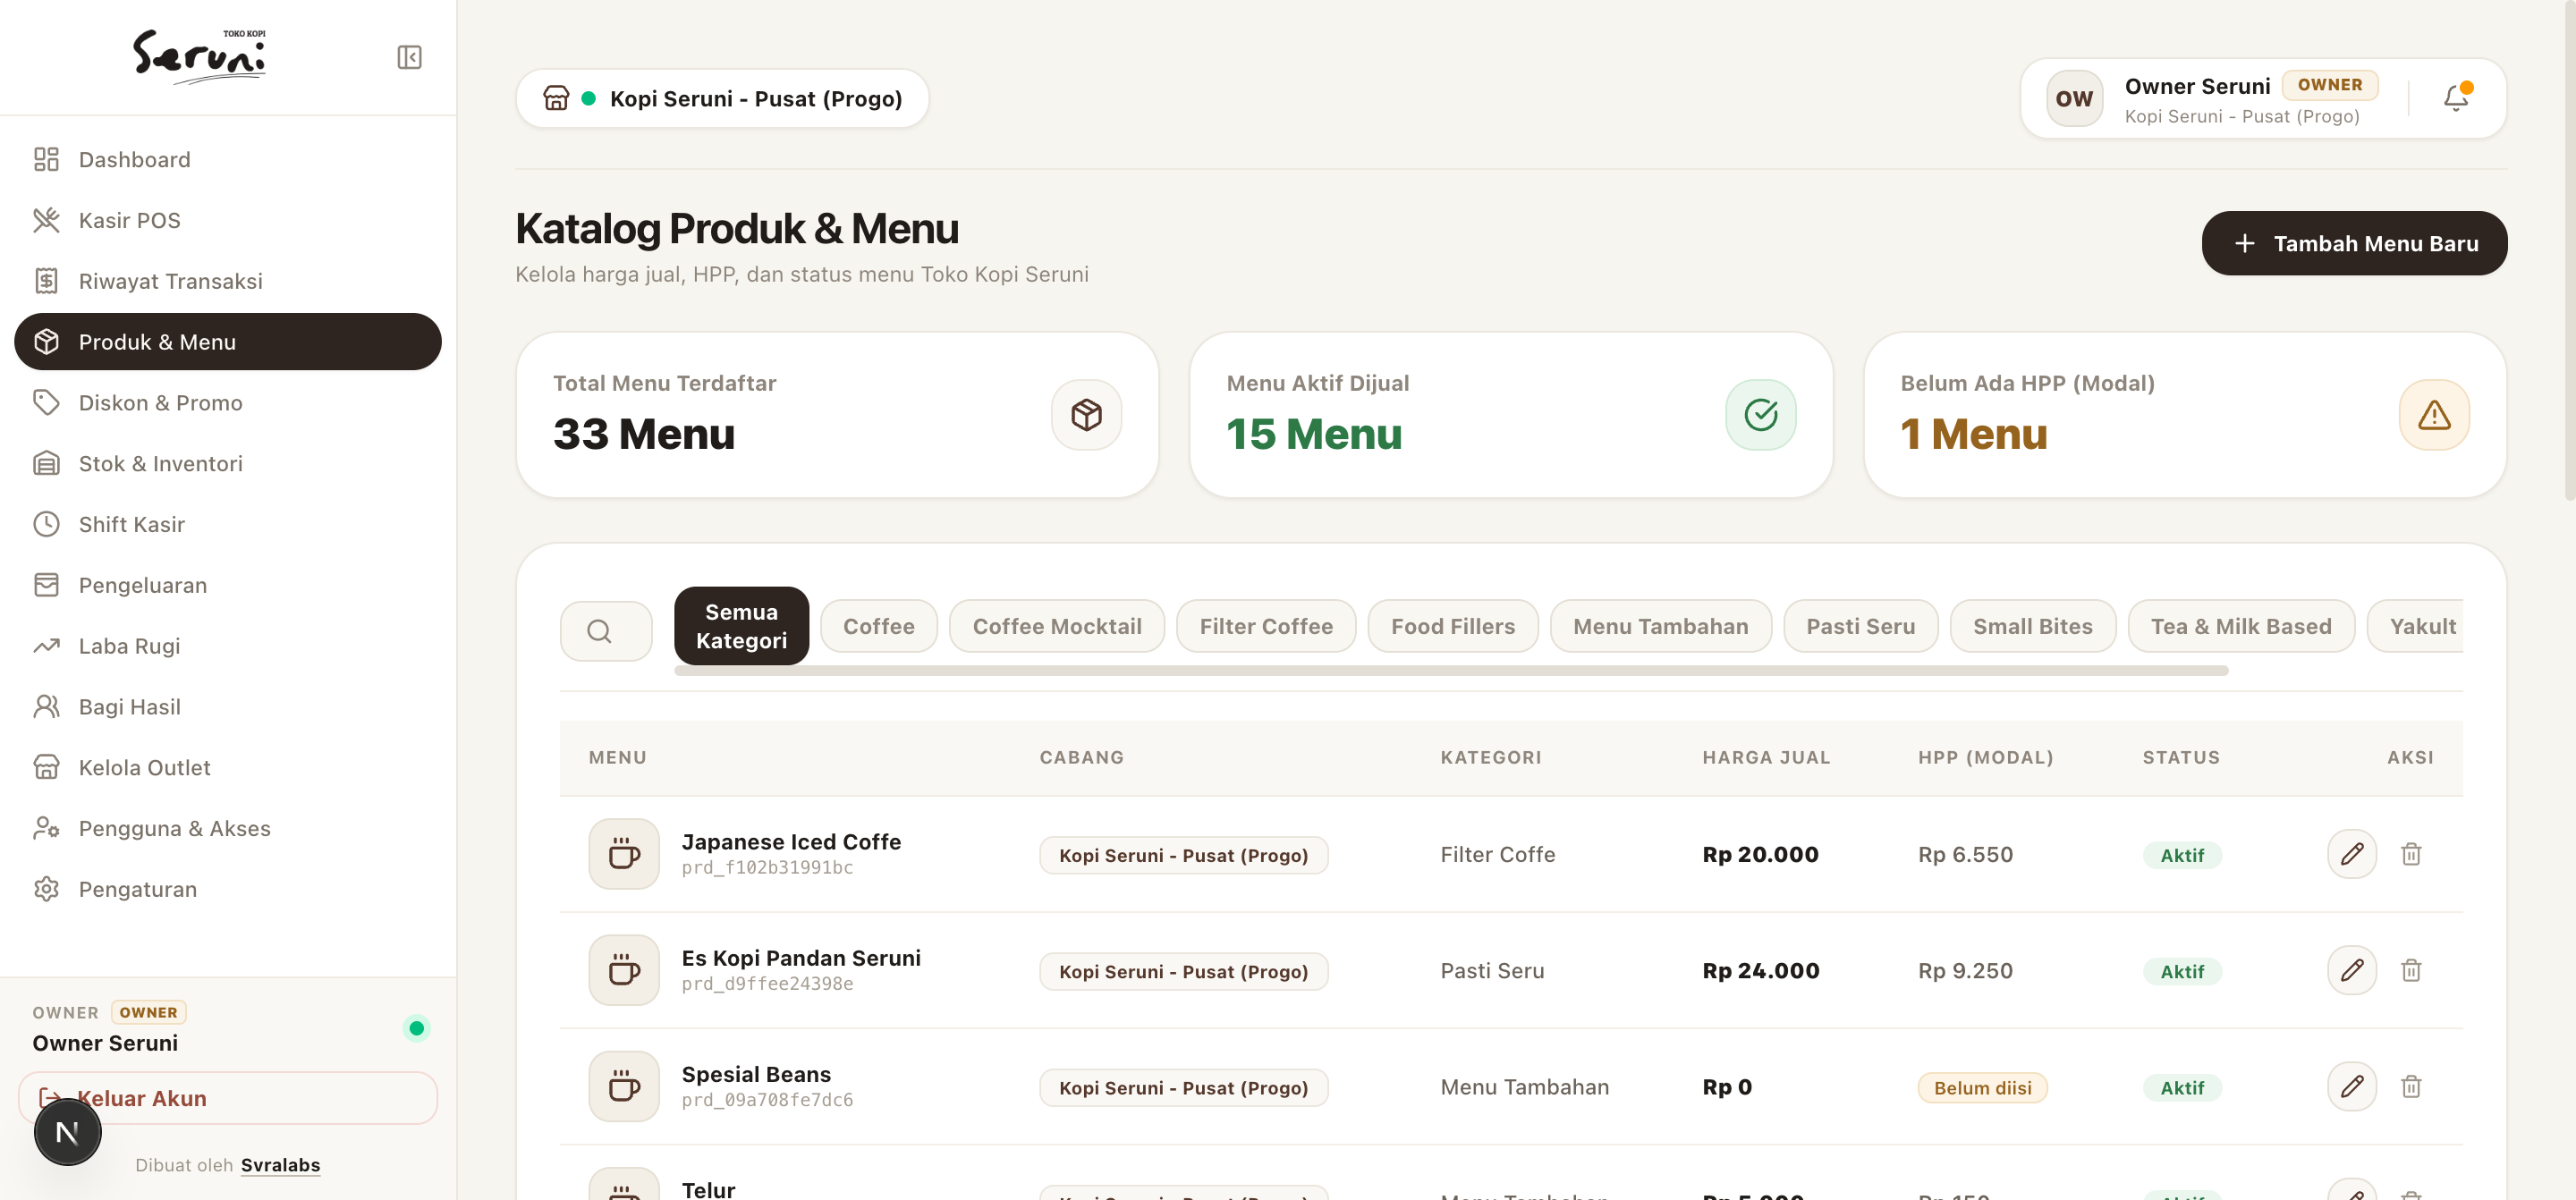 TOKO KOPI
Seruni
Dashboard
Kasir POS
Riwayat Transaksi
Produk & Menu
Diskon & Promo
Stok & Inventori
Shift Kasir
Pengeluaran
Laba Rugi
Bagi Hasil
Kelola Outlet
Pengguna & Akses
Pengaturan
OWNER OWNER
Owner Seruni
Keluar Akun
N
Dibuat oleh Svralabs
Kopi Seruni - Pusat (Progo)
OW
Owner Seruni OWNER
Kopi Seruni - Pusat (Progo)
Katalog Produk & Menu
Kelola harga jual, HPP, dan status menu Toko Kopi Seruni
+ Tambah Menu Baru
Total Menu Terdaftar
33 Menu
Menu Aktif Dijual
15 Menu
Belum Ada HPP (Modal)
1 Menu
Semua
Kategori
Coffee
Coffee Mocktail
Filter Coffee
Food Fillers
Menu Tambahan
Pasti Seru
Small Bites
Tea & Milk Based
Yakult
MENU CABANG KATEGORI HARGA JUAL HPP (MODAL) STATUS AKSI
Japanese Iced Coffe
prd_f102b31991bc
Kopi Seruni - Pusat (Progo)
Filter Coffe
Rp 20.000
Rp 6.550
Aktif
Es Kopi Pandan Seruni
prd_d9ffee24398e
Kopi Seruni - Pusat (Progo)
Pasti Seru
Rp 24.000
Rp 9.250
Aktif
Spesial Beans
prd_09a708fe7dc6
Kopi Seruni - Pusat (Progo)
Menu Tambahan
Rp 0
Belum diisi
Aktif
Telur